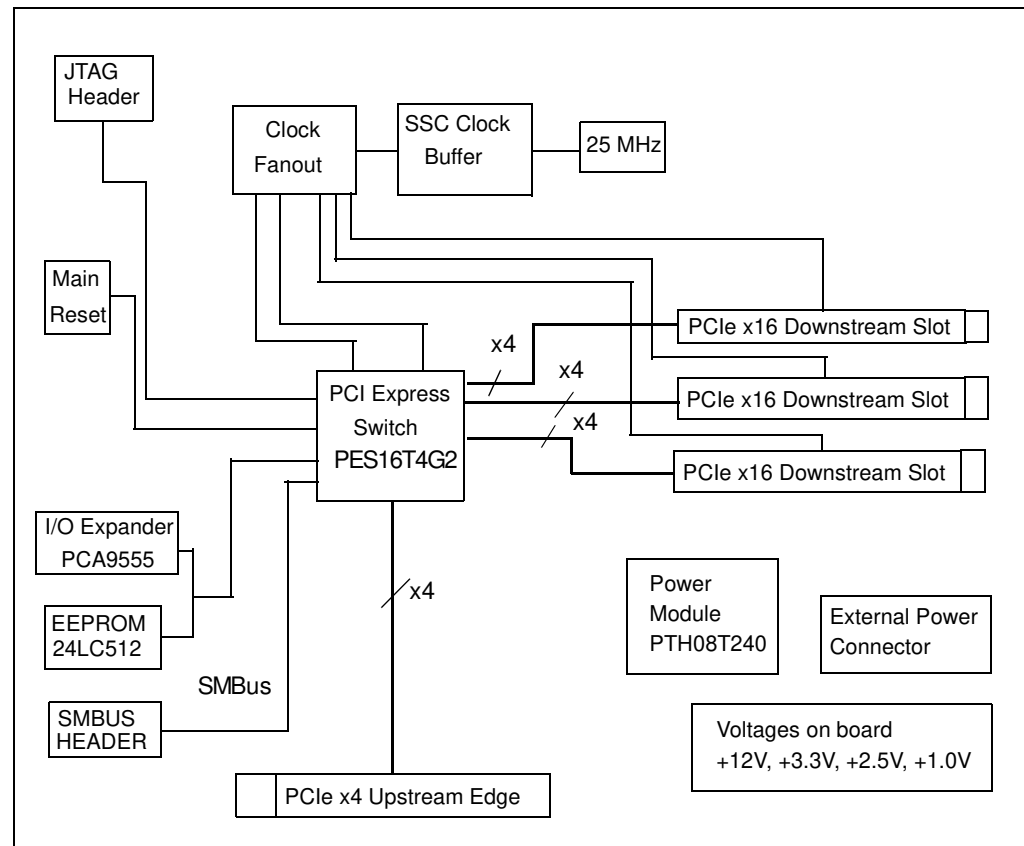 JTAG
Header
Clock
Fanout
SSC Clock
Buffer
25 MHz
Main
Reset
PCIe x16 Downstream Slot
x4
x4
PCI Express
Switch
PES16T4G2
PCIe x16 Downstream Slot
x4
PCIe x16 Downstream Slot
I/O Expander
PCA9555
x4
Power
Module
PTH08T240
External Power
Connector
EEPROM
24LC512
SMBus
SMBUS
HEADER
Voltages on board
+12V, +3.3V, +2.5V, +1.0V
PCIe x4 Upstream Edge